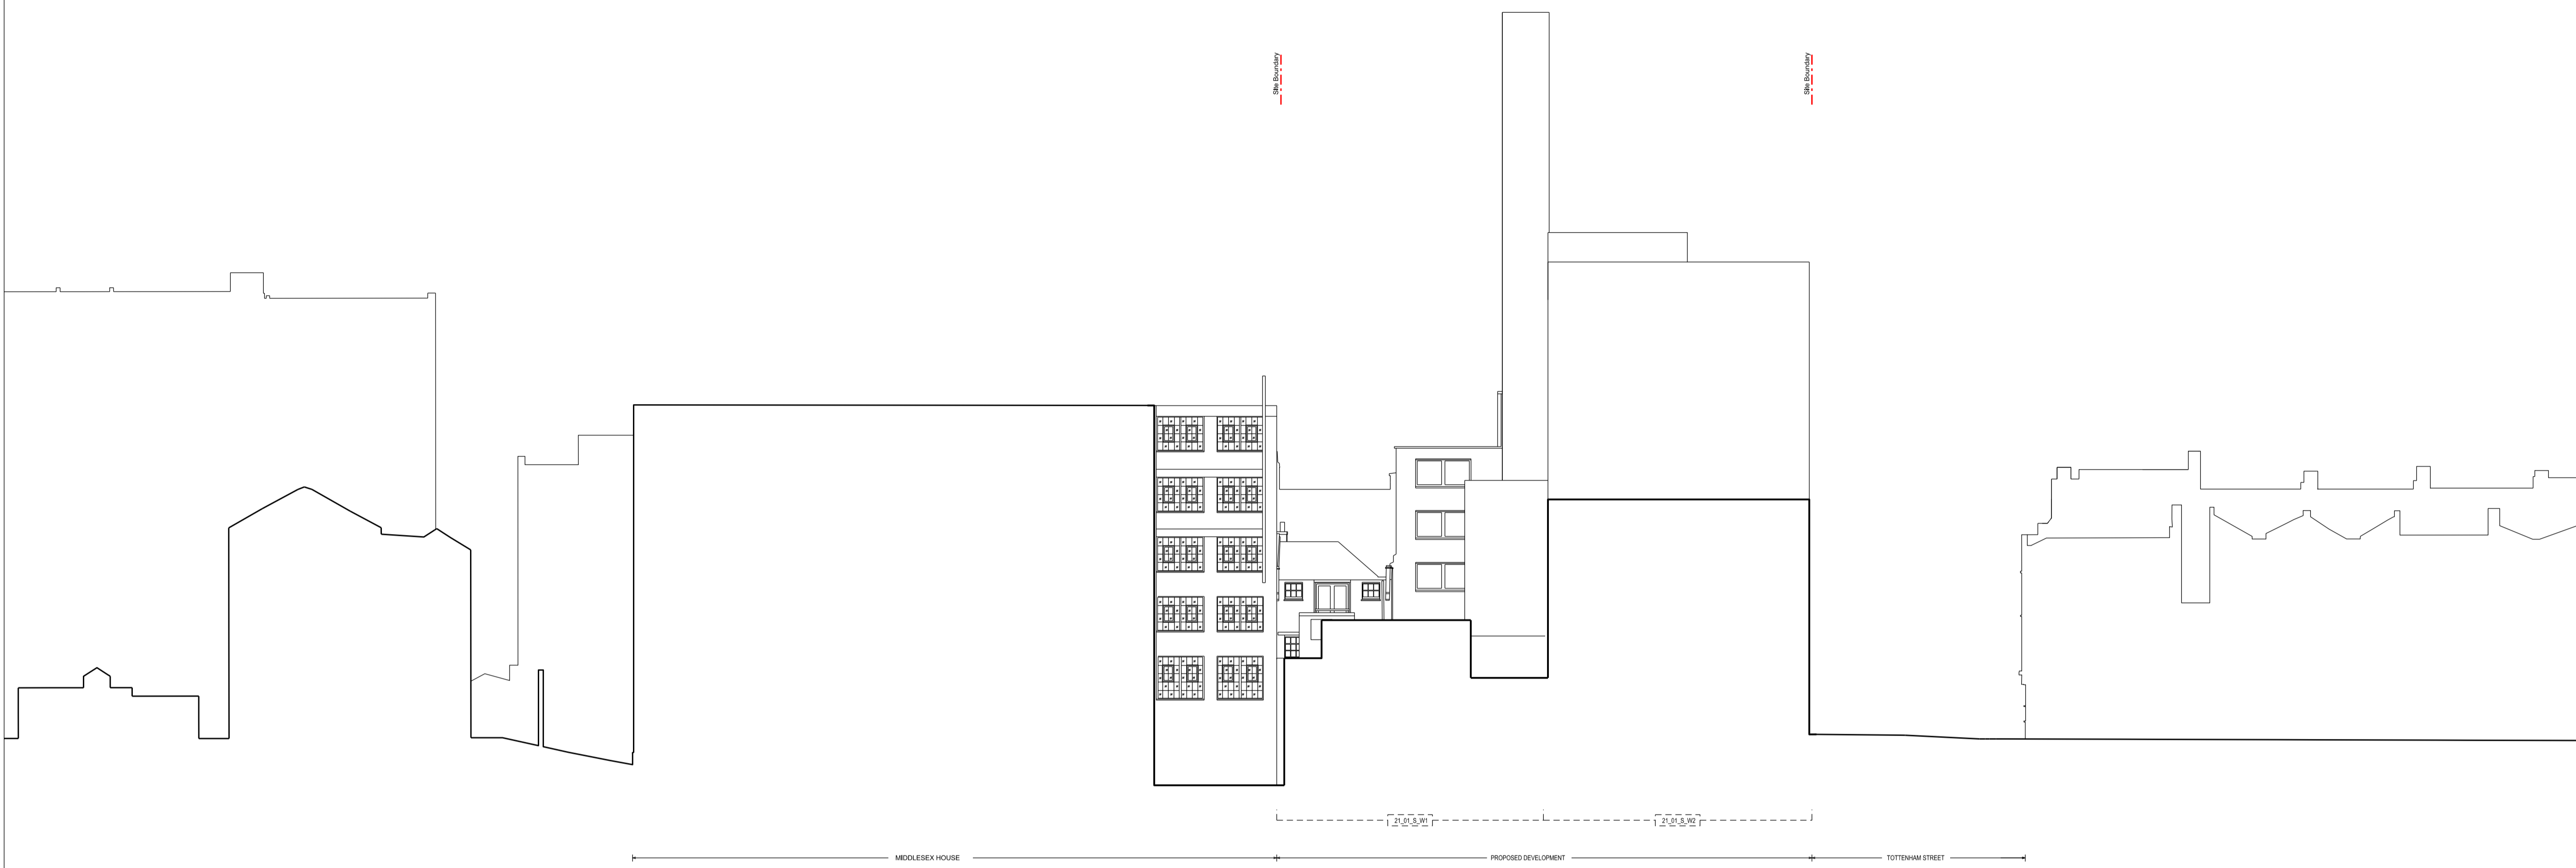 Site Boundary
Site Boundary
21_01_S_W1
21_01_S_W2
MIDDLESEX HOUSE
PROPOSED DEVELOPMENT
TOTTENHAM STREET